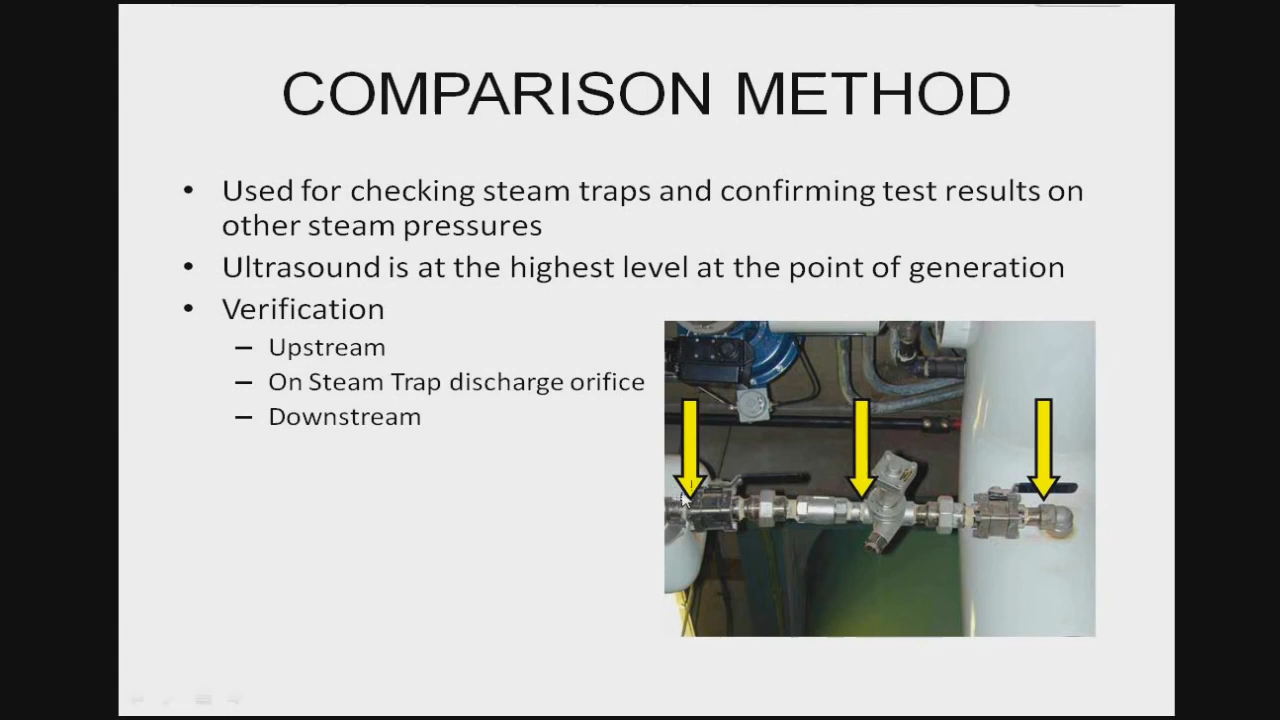 COMPARISON METHOD
• Used for checking steam traps and confirming test results on
other steam pressures
• Ultrasound is at the highest level at the point of generation
• Verification
– Upstream
– On Steam Trap discharge orifice
– Downstream